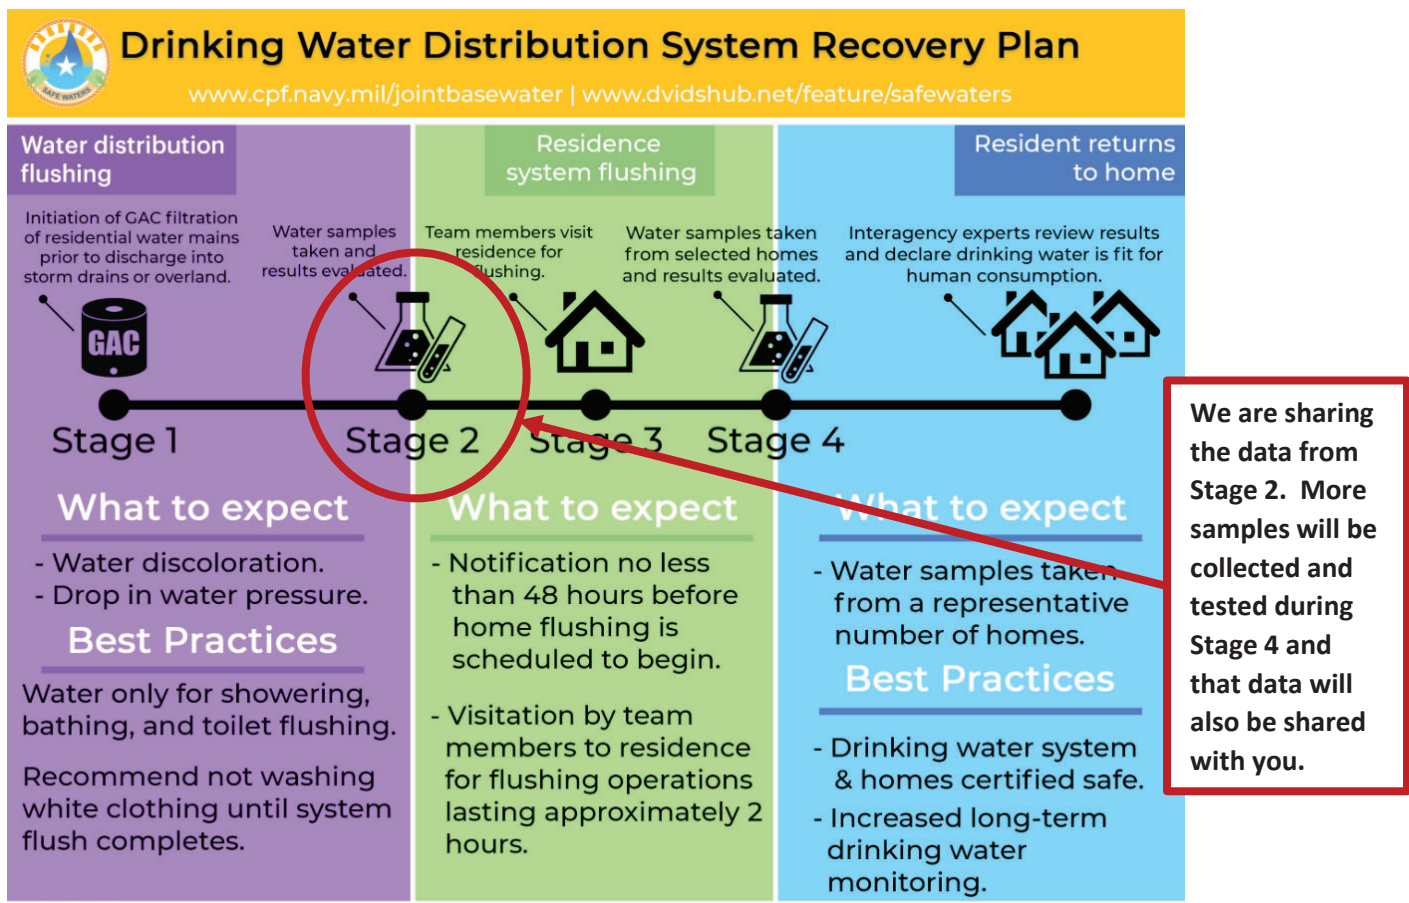 Drinking Water Distribution System Recovery Plan
www.cpf.navy.mil/jointbasewater | www.dvidshub.net/feature/safewaters
SAFE WATERS
Water distribution
flushing
Initiation of GAC filtration
of residential water mains
prior to discharge into
storm drains or overland.
GAC
Water samples
taken and
results evaluated.
Residence
system flushing
Team members visit
residence for
flushing.
Water samples taken
from selected homes
and results evaluated.
Resident returns
to home
Interagency experts review results
and declare drinking water is fit for
human consumption.
Stage 1
Stage 2
Stage 3
Stage 4
What to expect
- Water discoloration.
- Drop in water pressure.
Best Practices
Water only for showering,
bathing, and toilet flushing.
Recommend not washing
white clothing until system
flush completes.
What to expect
- Notification no less
than 48 hours before
home flushing is
scheduled to begin.
- Visitation by team
members to residence
for flushing operations
lasting approximately 2
hours.
What to expect
- Water samples taken
from a representative
number of homes.
Best Practices
- Drinking water system
& homes certified safe.
- Increased long-term
drinking water
monitoring.
We are sharing
the data from
Stage 2.  More
samples will be
collected and
tested during
Stage 4 and
that data will
also be shared
with you.